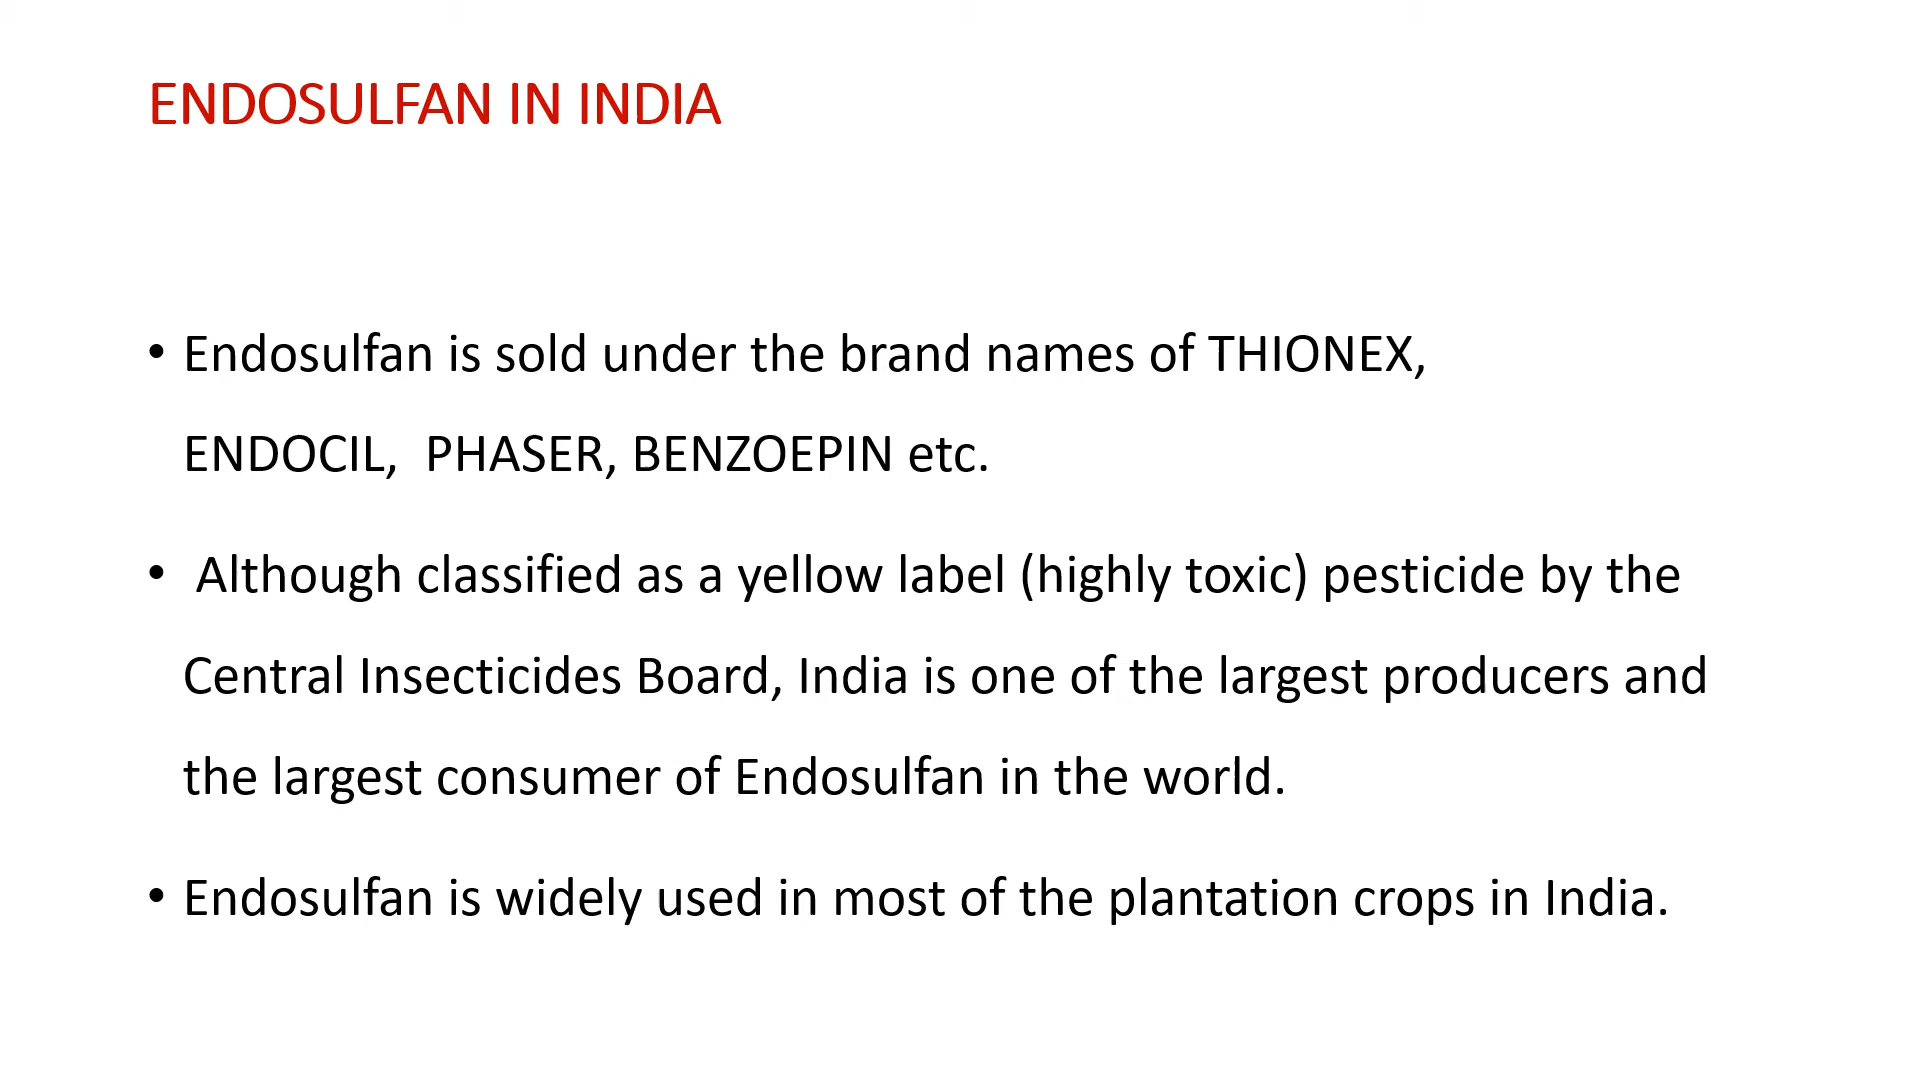 ENDOSULFAN IN INDIA
• Endosulfan is sold under the brand names of THIONEX,
ENDOCIL,  PHASER, BENZOEPIN etc.
•  Although classified as a yellow label (highly toxic) pesticide by the
Central Insecticides Board, India is one of the largest producers and
the largest consumer of Endosulfan in the world.
• Endosulfan is widely used in most of the plantation crops in India.